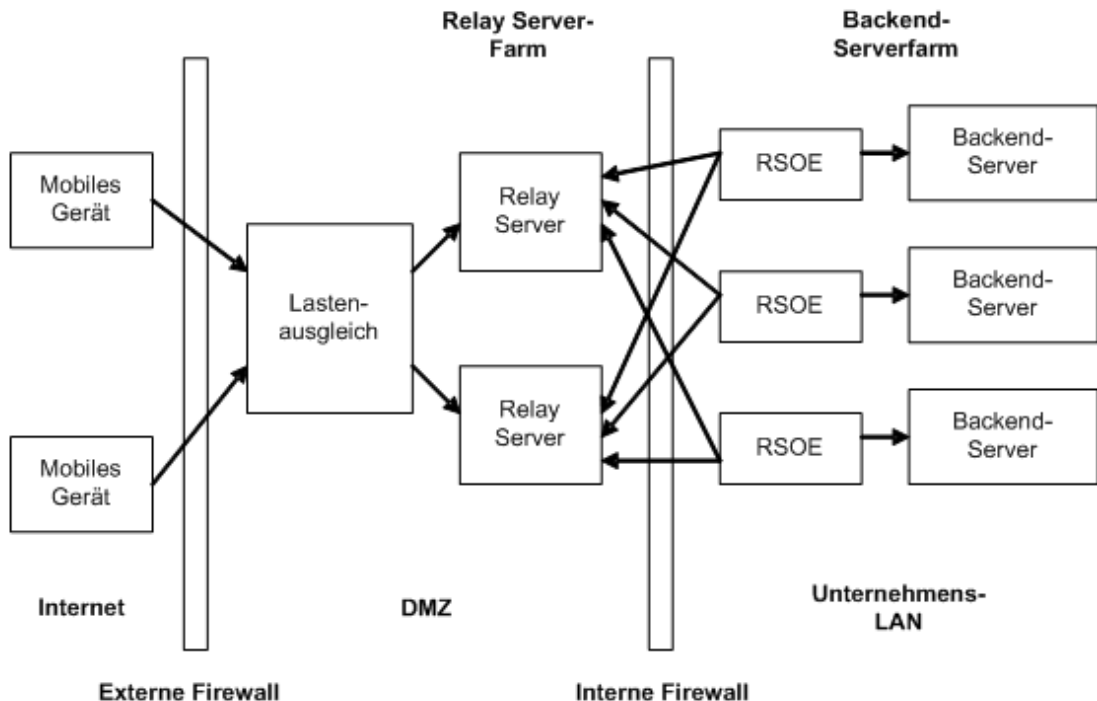 Relay Server-
Farm
Backend-
Serverfarm
Mobiles
Gerät
Mobiles
Gerät
Lasten-
ausgleich
Relay
Server
Relay
Server
RSOE
Backend-
Server
RSOE
Backend-
Server
RSOE
Backend-
Server
Internet
DMZ
Unternehmens-
LAN
Externe Firewall
Interne Firewall